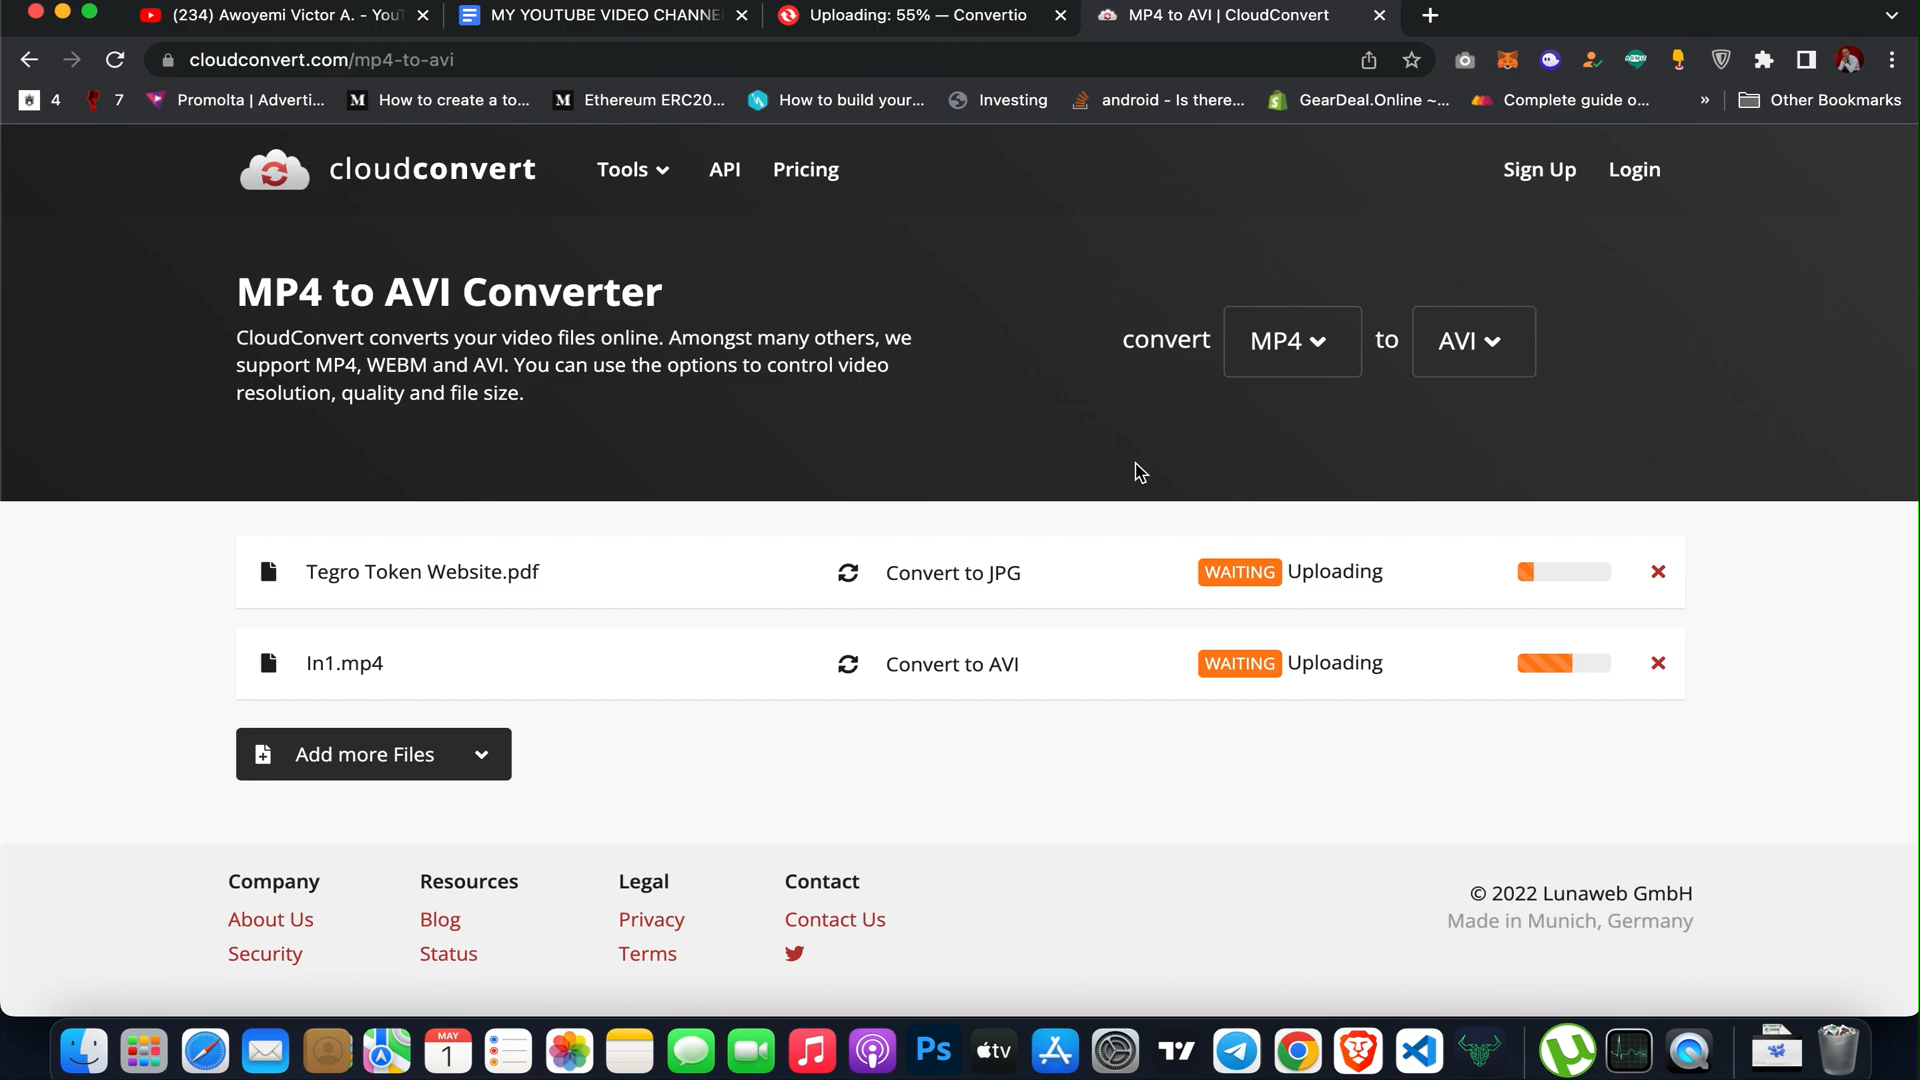 (234) Awoyemi Victor A. - You
MY YOUTUBE VIDEO CHANNE
Uploading: 55% — Convertio
MP4 to AVI | CloudConvert
cloudconvert.com/mp4-to-avi
4
7
Promolta | Adverti...
How to create a to...
Ethereum ERC20...
How to build your...
Investing
android - Is there...
GearDeal.Online ~...
Complete guide o...
»
Other Bookmarks
cloudconvert
Tools
API
Pricing
Sign Up
Login
MP4 to AVI Converter
CloudConvert converts your video files online. Amongst many others, we
support MP4, WEBM and AVI. You can use the options to control video
resolution, quality and file size.
convert MP4 to AVI
Tegro Token Website.pdf
Convert to JPG
WAITING Uploading
In1.mp4
Convert to AVI
WAITING Uploading
Add more Files
Company
About Us
Security
Resources
Blog
Status
Legal
Privacy
Terms
Contact
Contact Us
© 2022 Lunaweb GmbH
Made in Munich, Germany
MAY
1
Ps
tv